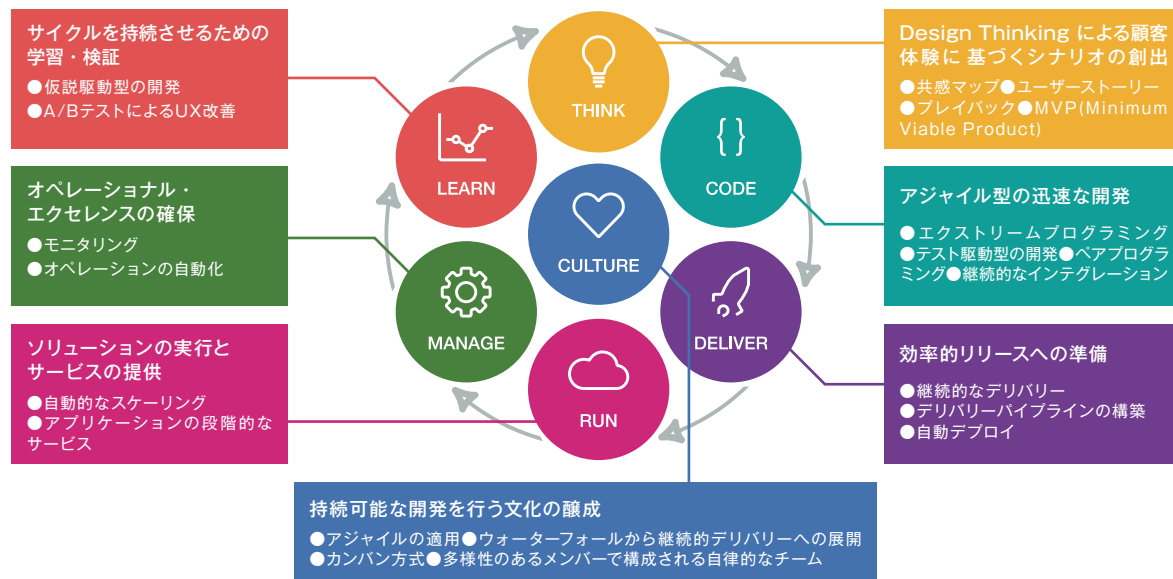 サイクルを持続させるための
学習・検証
●仮説駆動型の開発
●A/BテストによるUX改善
オペレーショナル・
エクセレンスの確保
●モニタリング
●オペレーションの自動化
ソリューションの実行と
サービスの提供
●自動的なスケーリング
●アプリケーションの段階的な
サービス
THINK
LEARN
CODE
CULTURE
MANAGE
DELIVER
RUN
Design Thinking による顧客
体験に 基づくシナリオの創出
●共感マップ●ユーザーストーリー
●プレイバック●MVP(Minimum
Viable Product)
アジャイル型の迅速な開発
●エクストリームプログラミング
●テスト駆動型の開発●ペアプログラ
ミング●継続的なインテグレーション
効率的リリースへの準備
●継続的なデリバリー
●デリバリーパイプラインの構築
●自動デプロイ
持続可能な開発を行う文化の醸成
●アジャイルの適用●ウォーターフォールから継続的デリバリーへの展開
●カンバン方式●多様性のあるメンバーで構成される自律的なチーム